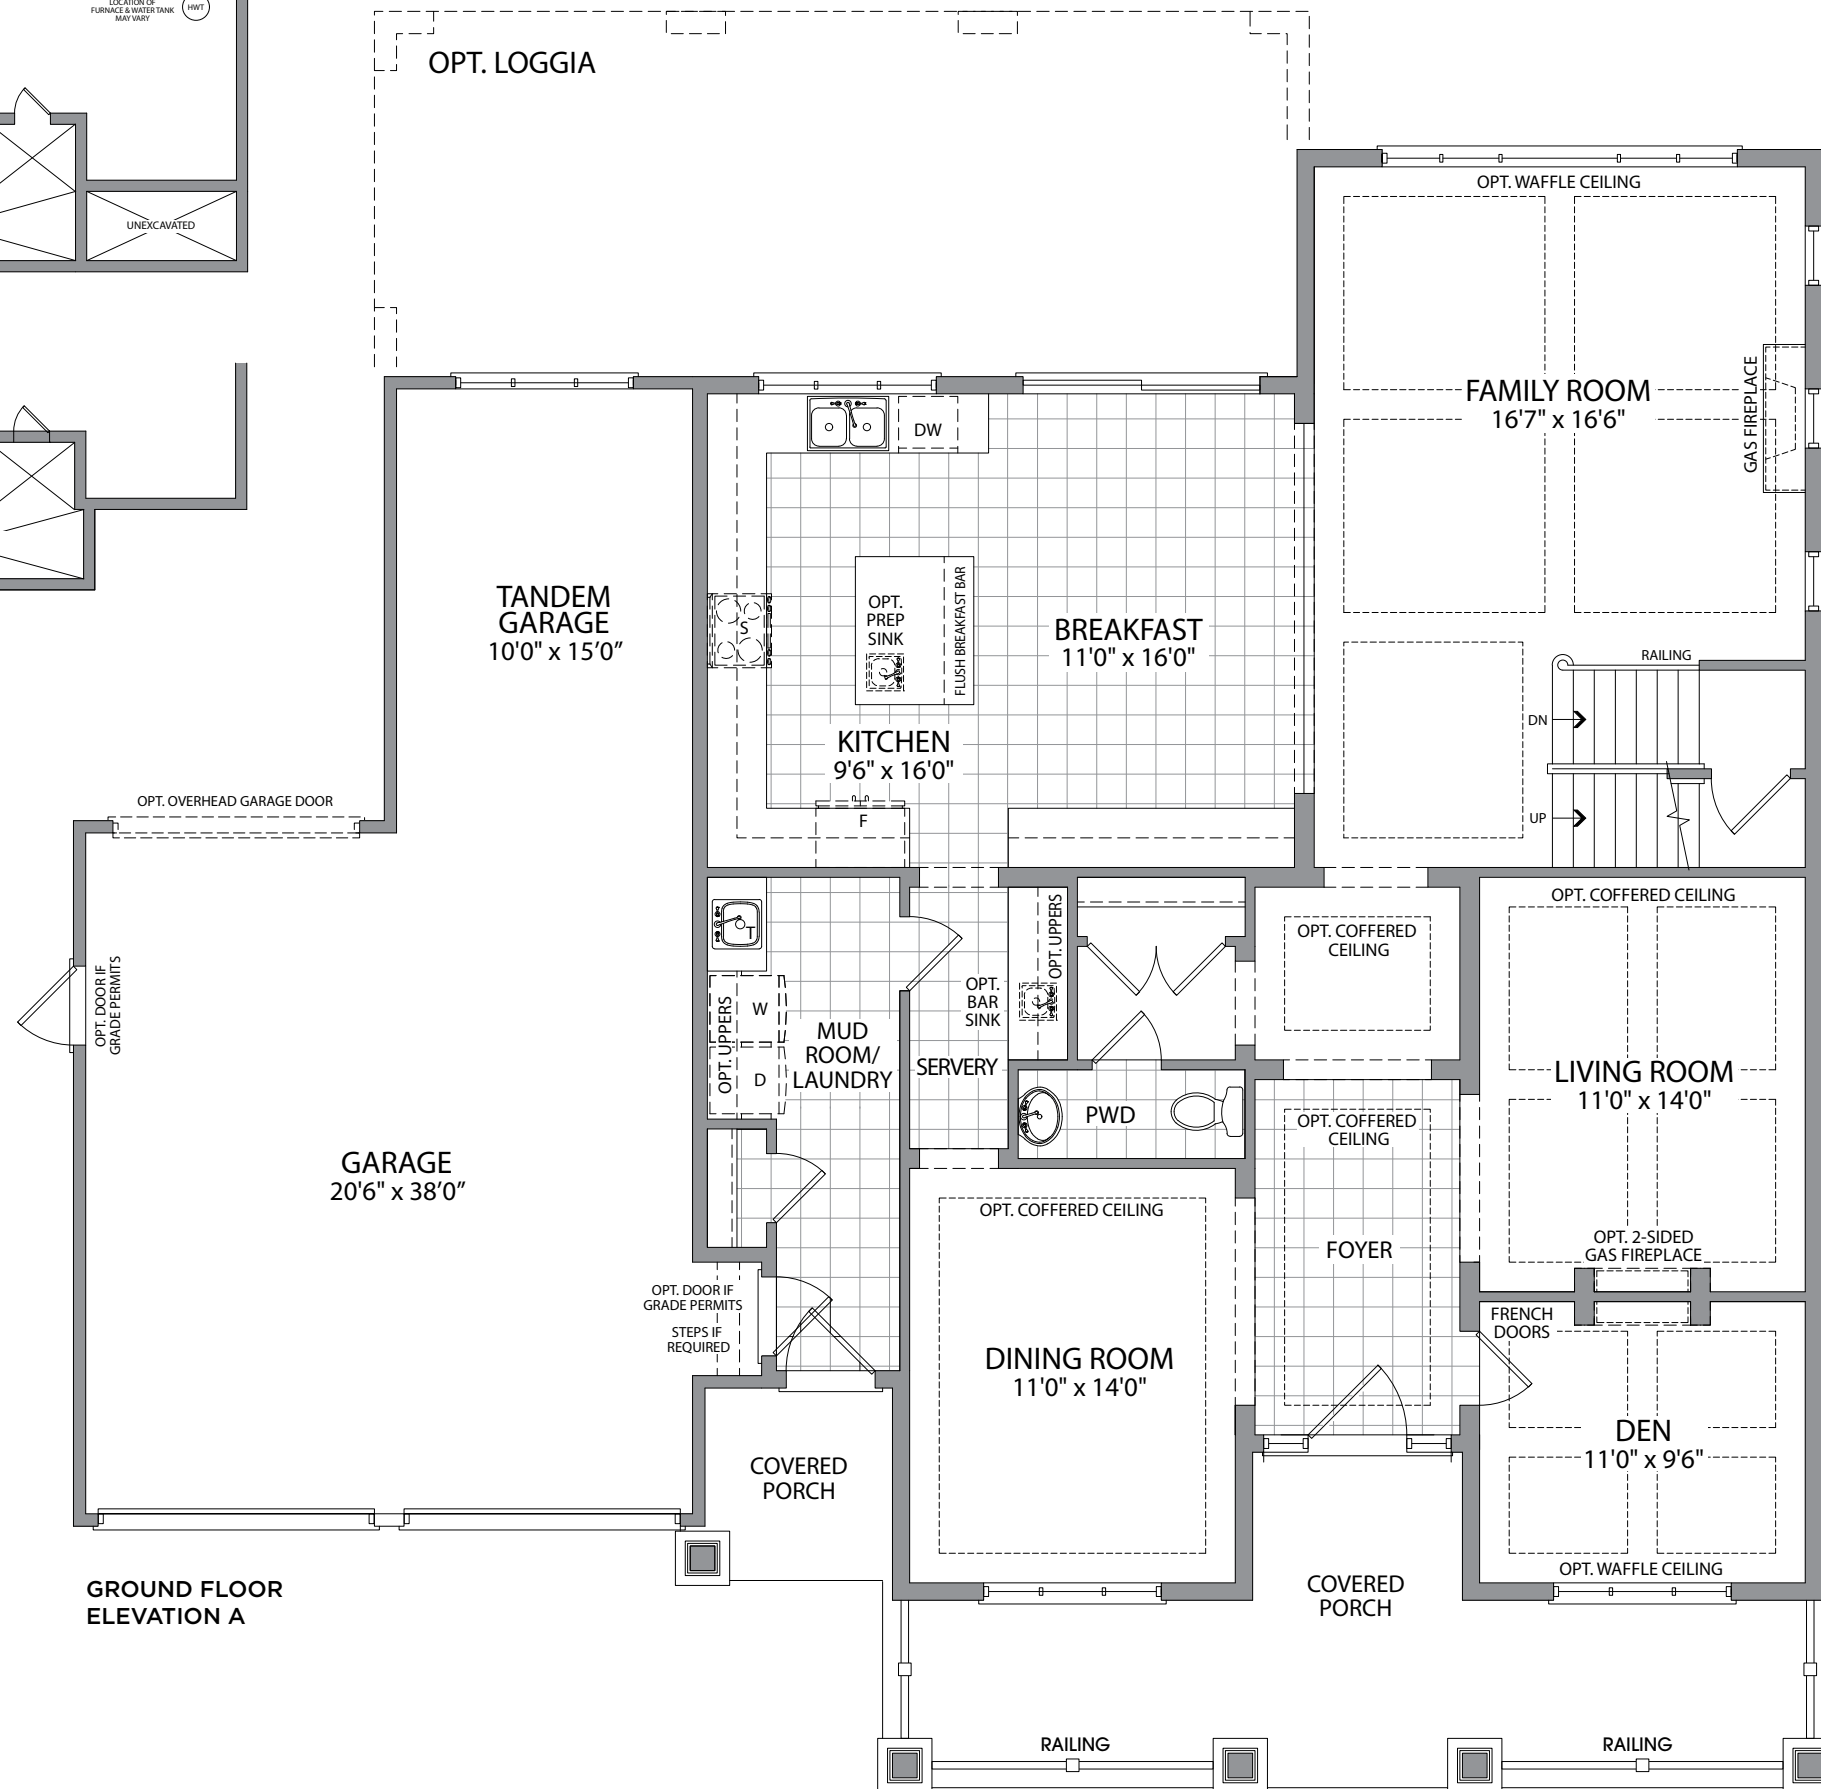 LOCATION OF
FURNACE & WATER TANK
MAY VARY
HWT
UNEXCAVATED
OPT. LOGGIA
OPT. WAFFLE CEILING
FAMILY ROOM
16'7" x 16'6"
GAS FIREPLACE
DW
TANDEM
GARAGE
10'0" x 15'0"
S
OPT.
PREP
SINK
FLUSH BREAKFAST BAR
BREAKFAST
11'0" x 16'0"
KITCHEN
9'6" x 16'0"
F
RAILING
DN
UP
OPT. OVERHEAD GARAGE DOOR
OPT. DOOR IF
GRADE PERMITS
GARAGE
20'6" x 38'0"
T
OPT. UPPERS
W
D
MUD
ROOM/
LAUNDRY
OPT.
BAR
SINK
OPT. UPPERS
SERVERY
PWD
OPT. COFFERED
CEILING
OPT. COFFERED CEILING
LIVING ROOM
11'0" x 14'0"
OPT. COFFERED
CEILING
FOYER
OPT. COFFERED CEILING
DINING ROOM
11'0" x 14'0"
OPT. 2-SIDED
GAS FIREPLACE
FRENCH
DOORS
DEN
11'0" x 9'6"
OPT. WAFFLE CEILING
OPT. DOOR IF
GRADE PERMITS
STEPS IF
REQUIRED
COVERED
PORCH
COVERED
PORCH
GROUND FLOOR
ELEVATION A
RAILING
RAILING